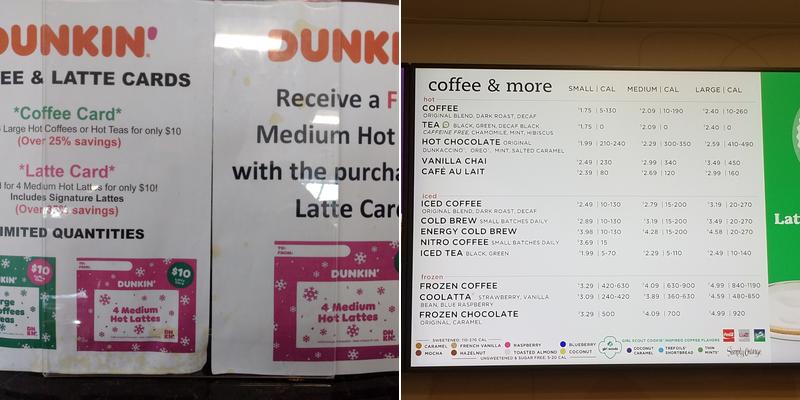 DUNKIN'
EE & LATTE CARDS
*Coffee Card*
Large Hot Coffees or Hot Teas for only $10
(Over 25% savings)
*Latte Card*
for 4 Medium Hot Lattes for only $10!
Includes Signature Lattes
savings)
IMITED QUANTITIES
$10
KIN'
rge
offees
eas
TO:
FROM:
$10
DUNKIN'
4 Medium
Hot Lattes
DUNK
Receive a F
Medium Hot
with the purcha
Latte Card
TO:
FROM:
DUNKIN'
4 Medium
Hot Lattes
coffee & more SMALL | CAL MEDIUM | CAL LARGE | CAL
hot
COFFEE $1.75 | 5-130 $2.09 | 10-190 $2.40 | 10-260
ORIGINAL BLEND, DARK ROAST, DECAF
TEA BLACK, GREEN, DECAF BLACK $1.75 | 0 $2.09 | 0 $2.40 | 0
CAFFEINE FREE, CHAMOMILE, MINT, HIBISCUS
HOT CHOCOLATE ORIGINAL $1.99 | 210-240 $2.29 | 300-350 $2.59 | 410-490
DUNKACCINO, OREO, MINT, SALTED CARAMEL
VANILLA CHAI $2.49 | 230 $2.99 | 340 $3.49 | 450
CAFÉ AU LAIT $2.39 | 80 $2.69 | 120 $2.99 | 160
iced
ICED COFFEE $2.49 | 10-130 $2.79 | 15-200 $3.19 | 20-270
ORIGINAL BLEND, DARK ROAST, DECAF
COLD BREW SMALL BATCHES DAILY $2.89 | 10-130 $3.19 | 15-200 $3.49 | 20-270
ENERGY COLD BREW $3.98 | 10-130 $4.28 | 15-200 $4.58 | 20-270
NITRO COFFEE SMALL BATCHES DAILY $3.69 | 15
ICED TEA BLACK, GREEN $1.99 | 5-70 $2.29 | 5-110 $2.49 | 10-140
frozen
FROZEN COFFEE $3.29 | 420-630 $4.09 | 630-900 $4.99 | 840-1190
COOLATTA STRAWBERRY, VANILLA $3.09 | 240-420 $3.89 | 360-630 $4.59 | 480-850
BEAN, BLUE RASPBERRY
FROZEN CHOCOLATE $3.29 | 500 $4.09 | 700 $4.99 | 920
ORIGINAL, CARAMEL
CARAMEL FRENCH VANILLA RASPBERRY BLUEBERRY
MOCHA HAZELNUT TOASTED ALMOND COCONUT
UNSWEETENED & SUGAR FREE: 5-20 CAL
GIRL SCOUT COOKIE INSPIRED COFFEE FLAVORS
COCONUT CARAMEL TREFOILS SHORTBREAD THIN MINTS
Simply Orange
Lat